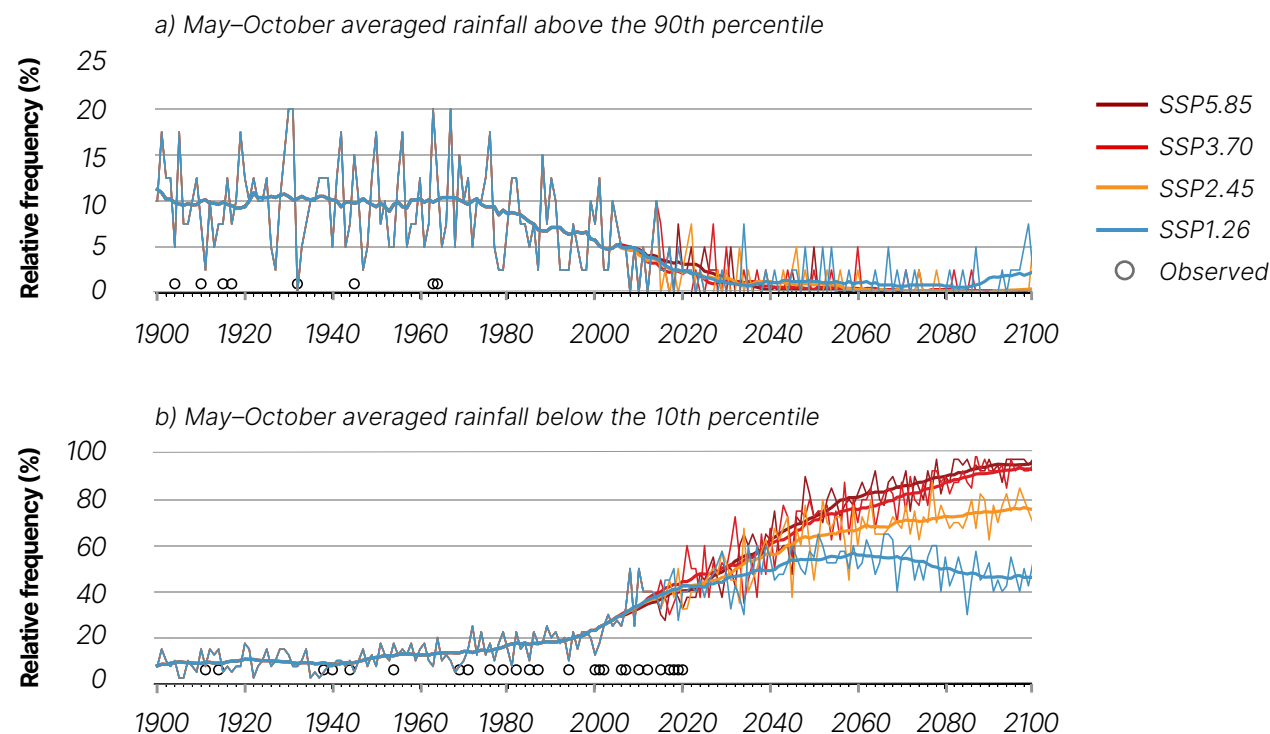 a) May–October averaged rainfall above the 90th percentile
Relative frequency (%)
25
20
15
10
5
0
1900 1920 1940 1960 1980 2000 2020 2040 2060 2080 2100
SSP5.85
SSP3.70
SSP2.45
SSP1.26
Observed
b) May–October averaged rainfall below the 10th percentile
Relative frequency (%)
100
80
60
40
20
0
1900 1920 1940 1960 1980 2000 2020 2040 2060 2080 2100